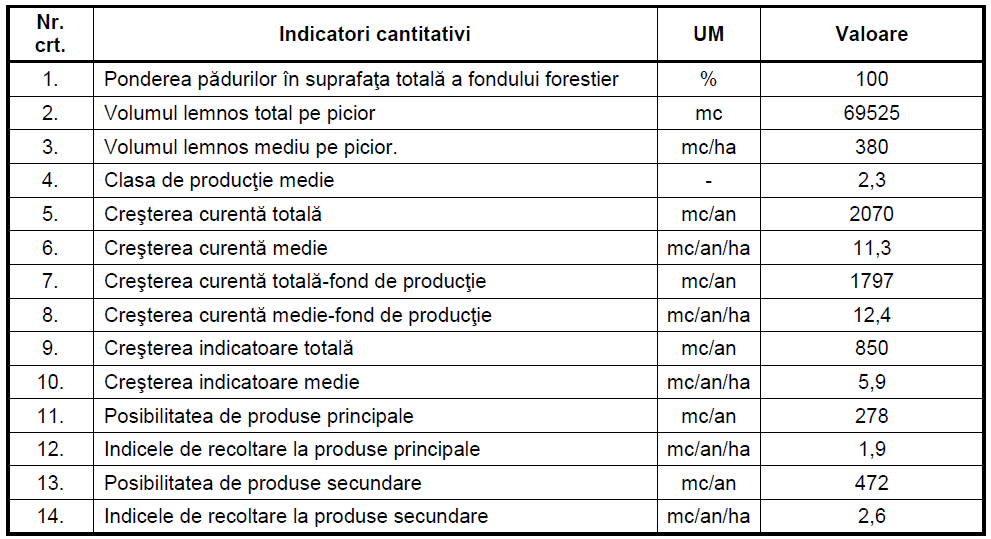 Nr. crt. Indicatori cantitativi UM Valoare
1. Ponderea pădurilor în suprafaţa totală a fondului forestier % 100
2. Volumul lemnos total pe picior mc 69525
3. Volumul lemnos mediu pe picior. mc/ha 380
4. Clasa de producţie medie - 2,3
5. Creşterea curentă totală mc/an 2070
6. Creşterea curentă medie mc/an/ha 11,3
7. Creşterea curentă totală-fond de producţie mc/an 1797
8. Creşterea curentă medie-fond de producţie mc/an/ha 12,4
9. Creşterea indicatoare totală mc/an 850
10. Creşterea indicatoare medie mc/an/ha 5,9
11. Posibilitatea de produse principale mc/an 278
12. Indicele de recoltare la produse principale mc/an/ha 1,9
13. Posibilitatea de produse secundare mc/an 472
14. Indicele de recoltare la produse secundare mc/an/ha 2,6